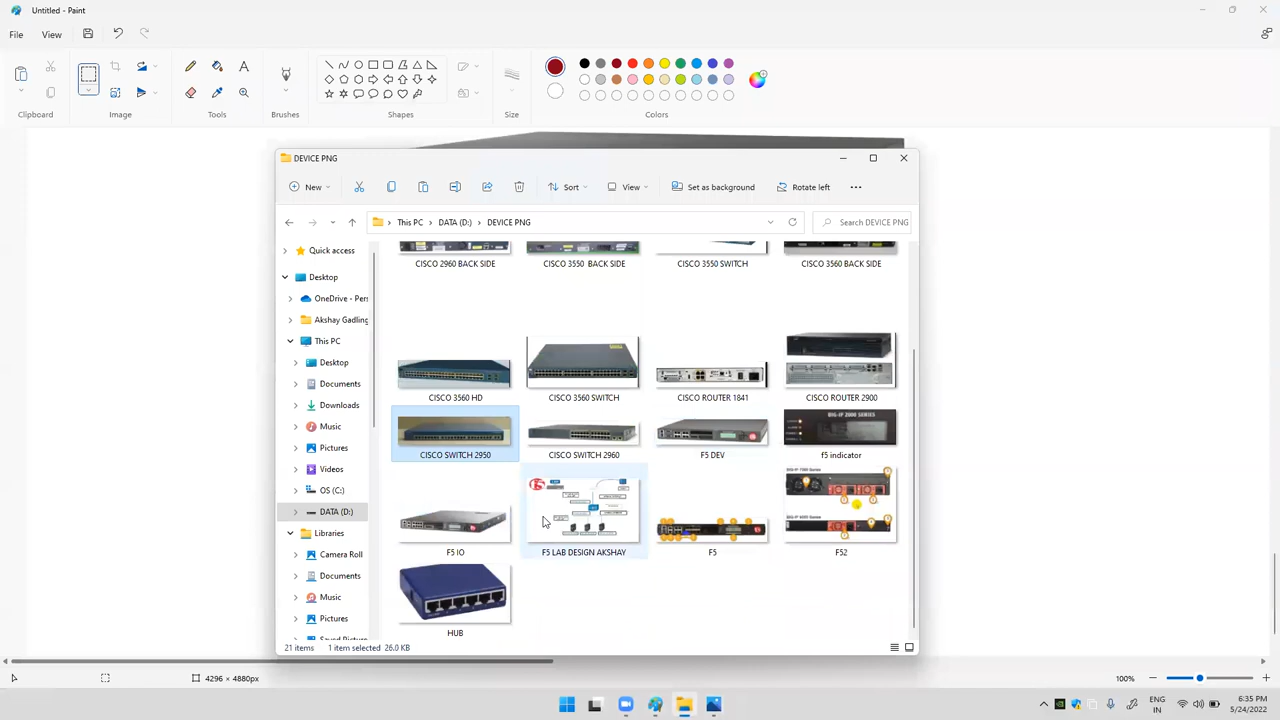 Untitled - Paint
File View
Clipboard Image Tools Brushes Shapes Size Colors
DEVICE PNG
New Sort View Set as background Rotate left
This PC DATA (D:) DEVICE PNG Search DEVICE PNG
Quick access
Desktop
OneDrive - Pers
Akshay Gadling
This PC
Desktop
Documents
Downloads
Music
Pictures
Videos
OS (C:)
DATA (D:)
Libraries
Camera Roll
Documents
Music
Pictures
Saved Picture
CISCO 2960 BACK SIDE CISCO 3550 BACK SIDE CISCO 3550 SWITCH CISCO 3560 BACK SIDE
CISCO 3560 HD CISCO 3560 SWITCH CISCO ROUTER 1841 CISCO ROUTER 2900
BIG-IP 2000 SERIES
CISCO SWITCH 2950 CISCO SWITCH 2960 F5 DEV f5 indicator
F5 IO F5 LAB DESIGN AKSHAY F5 F52
HUB
21 items 1 item selected 26.0 KB
4296 × 4880px 100%
ENG
IN
6:35 PM
5/24/2022